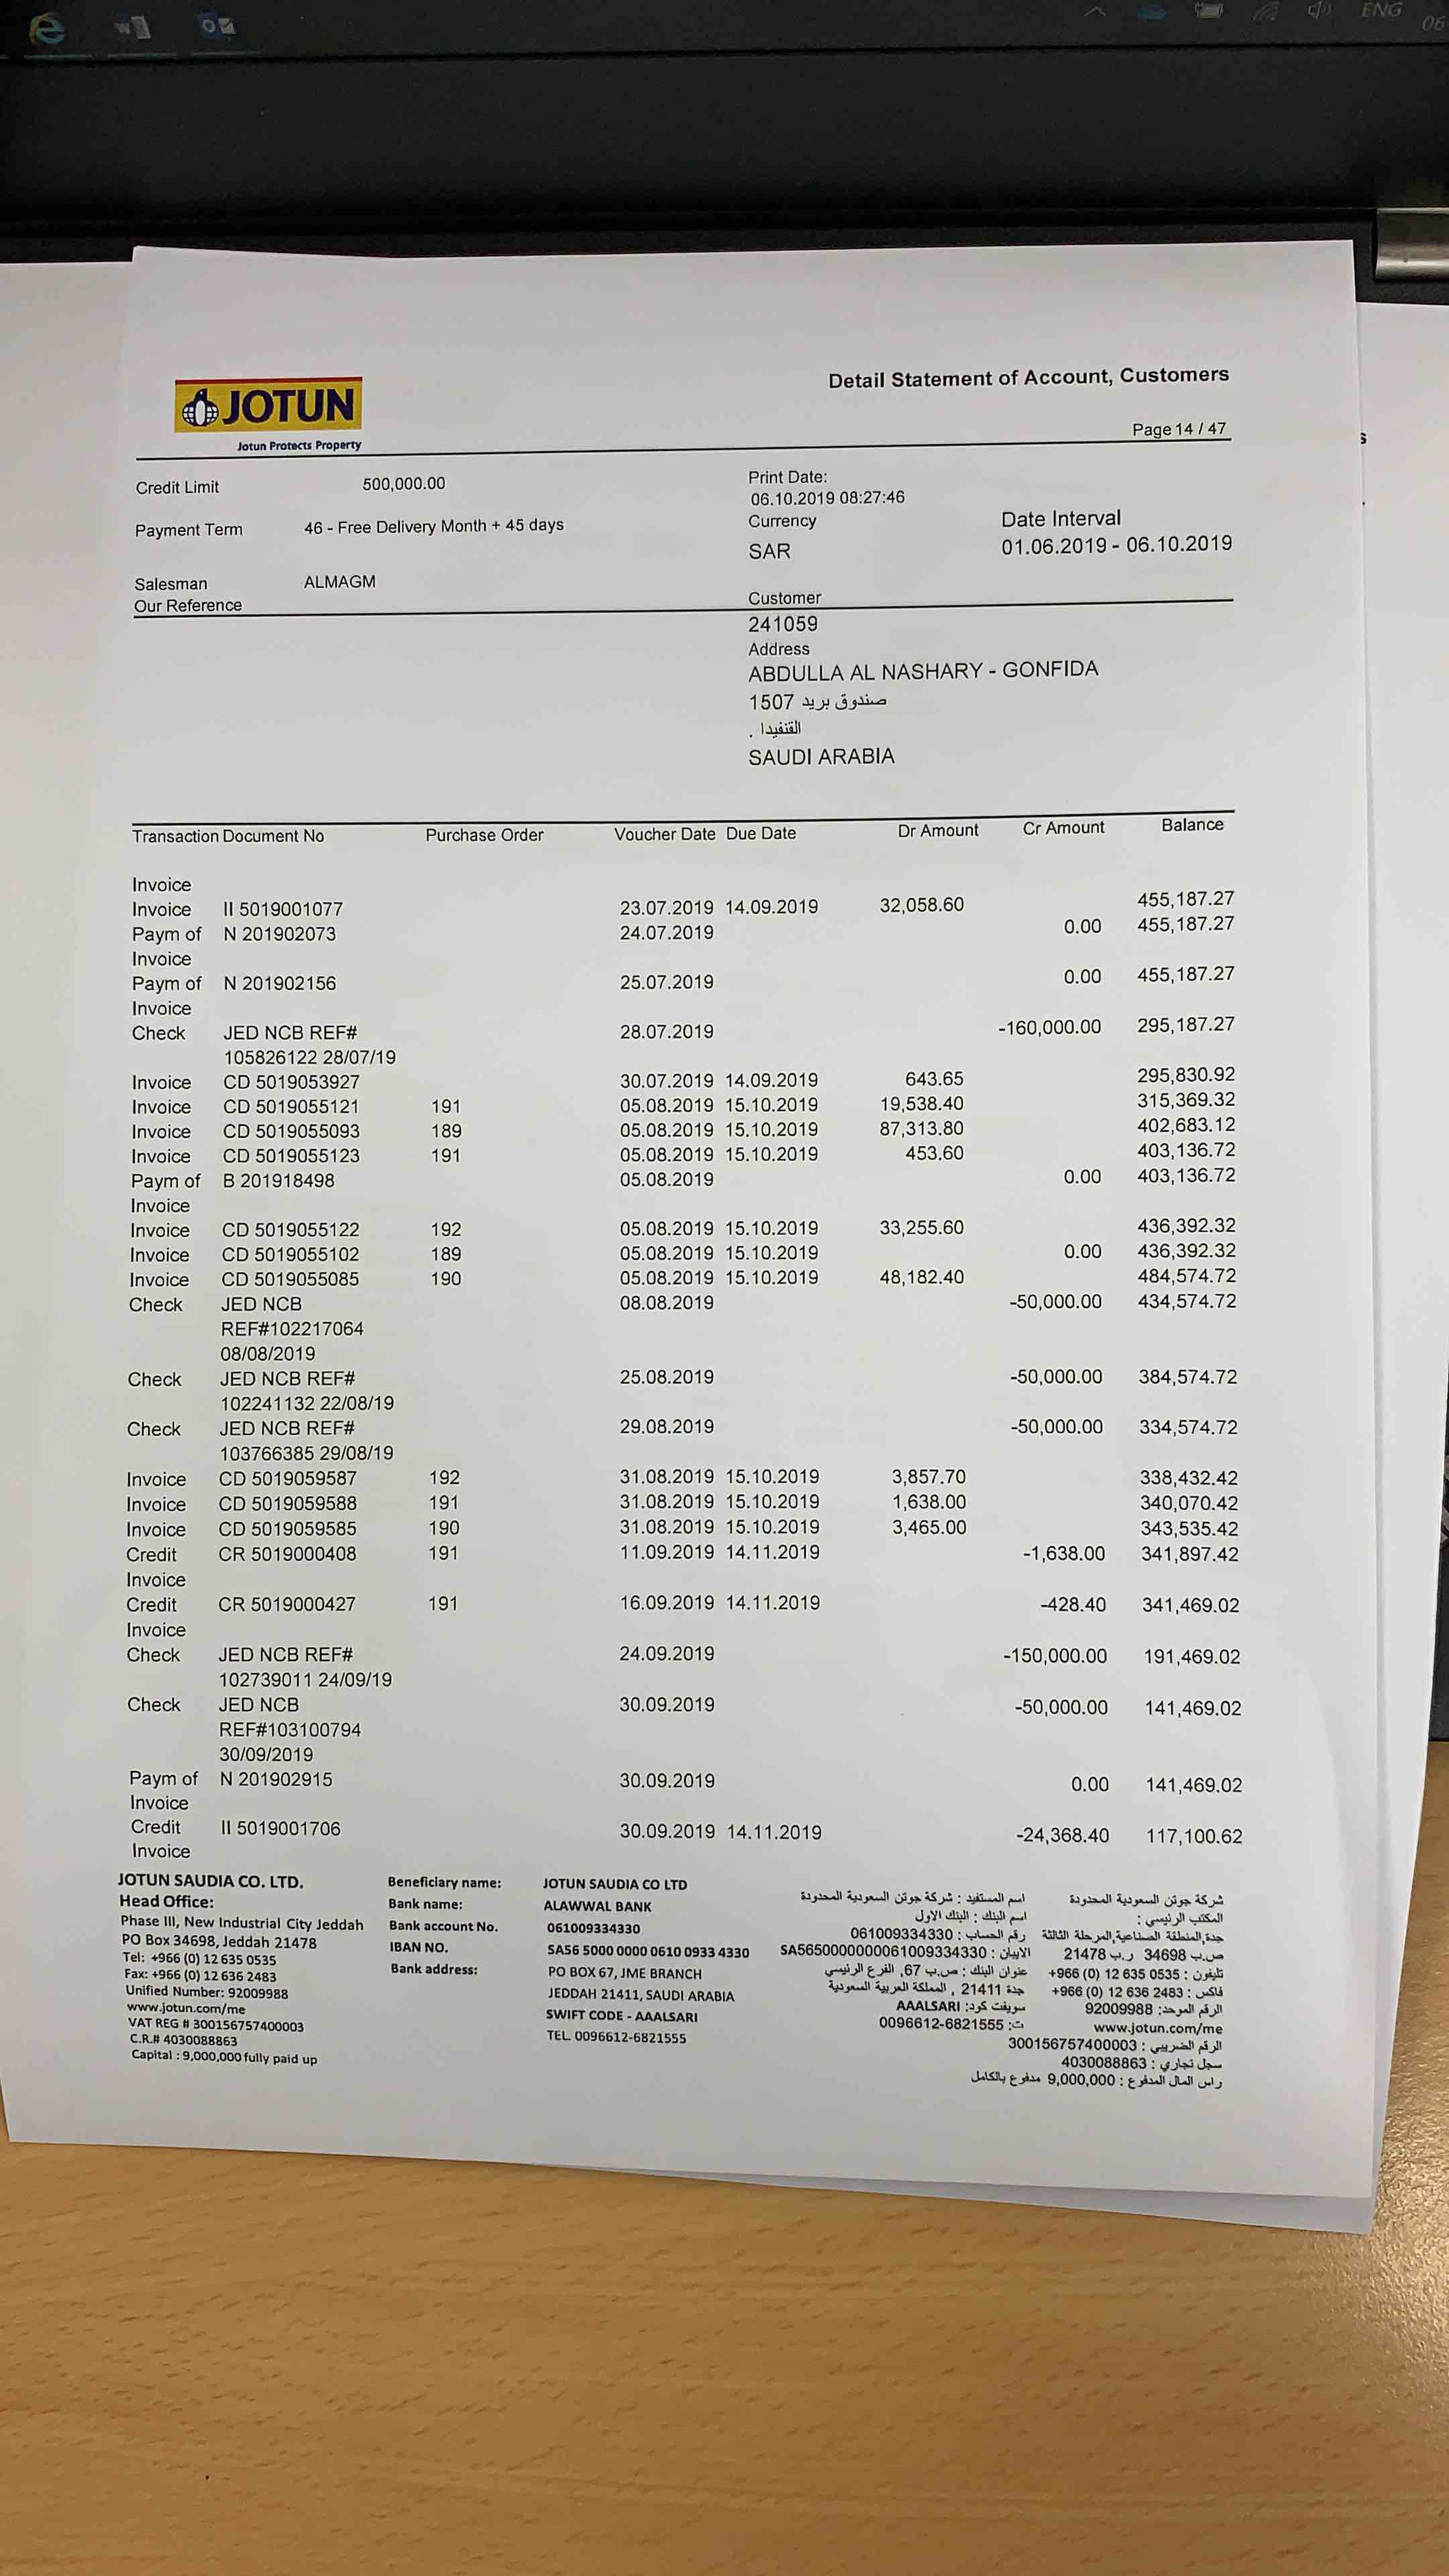 ENG
06
JOTUN
Jotun Protects Property
Detail Statement of Account, Customers
Page 14 / 47
s
Credit Limit 500,000.00
Payment Term 46 - Free Delivery Month + 45 days
Salesman ALMAGM
Our Reference
Print Date:
06.10.2019 08:27:46
Currency
SAR
Date Interval
01.06.2019 - 06.10.2019
Customer
241059
Address
ABDULLA AL NASHARY - GONFIDA
صندوق بريد 1507
القنفيدا .
SAUDI ARABIA
Transaction Document No Purchase Order Voucher Date Due Date Dr Amount Cr Amount Balance
Invoice
Invoice II 5019001077 23.07.2019 14.09.2019 32,058.60 455,187.27
Paym of N 201902073 24.07.2019 0.00 455,187.27
Invoice
Paym of N 201902156 25.07.2019 0.00 455,187.27
Invoice
Check JED NCB REF# 28.07.2019 -160,000.00 295,187.27
105826122 28/07/19
Invoice CD 5019053927 30.07.2019 14.09.2019 643.65 295,830.92
Invoice CD 5019055121 191 05.08.2019 15.10.2019 19,538.40 315,369.32
Invoice CD 5019055093 189 05.08.2019 15.10.2019 87,313.80 402,683.12
Invoice CD 5019055123 191 05.08.2019 15.10.2019 453.60 403,136.72
Paym of B 201918498 05.08.2019 0.00 403,136.72
Invoice
Invoice CD 5019055122 192 05.08.2019 15.10.2019 33,255.60 436,392.32
Invoice CD 5019055102 189 05.08.2019 15.10.2019 0.00 436,392.32
Invoice CD 5019055085 190 05.08.2019 15.10.2019 48,182.40 484,574.72
Check JED NCB 08.08.2019 -50,000.00 434,574.72
REF#102217064
08/08/2019
Check JED NCB REF# 25.08.2019 -50,000.00 384,574.72
102241132 22/08/19
Check JED NCB REF# 29.08.2019 -50,000.00 334,574.72
103766385 29/08/19
Invoice CD 5019059587 192 31.08.2019 15.10.2019 3,857.70 338,432.42
Invoice CD 5019059588 191 31.08.2019 15.10.2019 1,638.00 340,070.42
Invoice CD 5019059585 190 31.08.2019 15.10.2019 3,465.00 343,535.42
Credit CR 5019000408 191 11.09.2019 14.11.2019 -1,638.00 341,897.42
Invoice
Credit CR 5019000427 191 16.09.2019 14.11.2019 -428.40 341,469.02
Invoice
Check JED NCB REF# 24.09.2019 -150,000.00 191,469.02
102739011 24/09/19
Check JED NCB 30.09.2019 -50,000.00 141,469.02
REF#103100794
30/09/2019
Paym of N 201902915 30.09.2019 0.00 141,469.02
Invoice
Credit II 5019001706 30.09.2019 14.11.2019 -24,368.40 117,100.62
Invoice
JOTUN SAUDIA CO. LTD.
Head Office:
Phase III, New Industrial City Jeddah
PO Box 34698, Jeddah 21478
Tel: +966 (0) 12 635 0535
Fax: +966 (0) 12 636 2483
Unified Number: 92009988
www.jotun.com/me
VAT REG # 300156757400003
C.R.# 4030088863
Capital : 9,000,000 fully paid up
Beneficiary name: JOTUN SAUDIA CO LTD
Bank name: ALAWWAL BANK
Bank account No. 061009334330
IBAN NO. SA56 5000 0000 0610 0933 4330
Bank address: PO BOX 67, JME BRANCH
JEDDAH 21411, SAUDI ARABIA
SWIFT CODE - AAALSARI
TEL. 0096612-6821555
اسم المستفيد : شركة جوتن السعودية المحدودة
اسم البنك : البنك الاول
رقم الحساب : 061009334330
الايبان : SA5650000000061009334330
عنوان البنك : ص.ب 67, الفرع الرئيسي
جدة 21411 , المملكة العربية السعودية
سويفت كود: AAALSARI
ت: 0096612-6821555
شركة جوتن السعودية المحدودة
المكتب الرئيسي :
جدة,المنطقة الصناعية,المرحلة الثالثة
ص.ب 34698 ر.ب 21478
تليفون : +966 (0) 12 635 0535
فاكس : +966 (0) 12 636 2483
الرقم الموحد: 92009988
www.jotun.com/me
الرقم الضريبي : 300156757400003
سجل تجاري : 4030088863
راس المال المدفوع : 9,000,000 مدفوع بالكامل